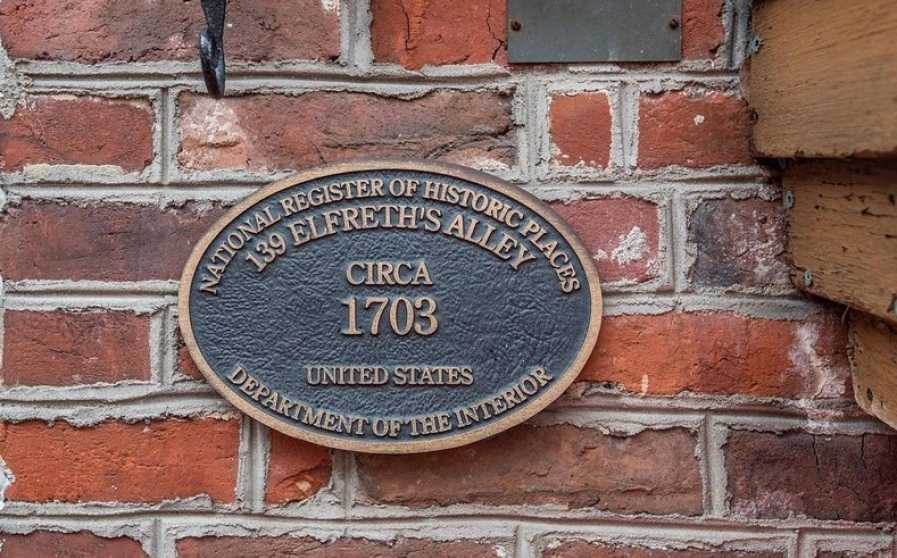 NATIONAL REGISTER OF HISTORIC PLACES
139 ELFRETH'S ALLEY
CIRCA
1703
UNITED STATES
DEPARTMENT OF THE INTERIOR